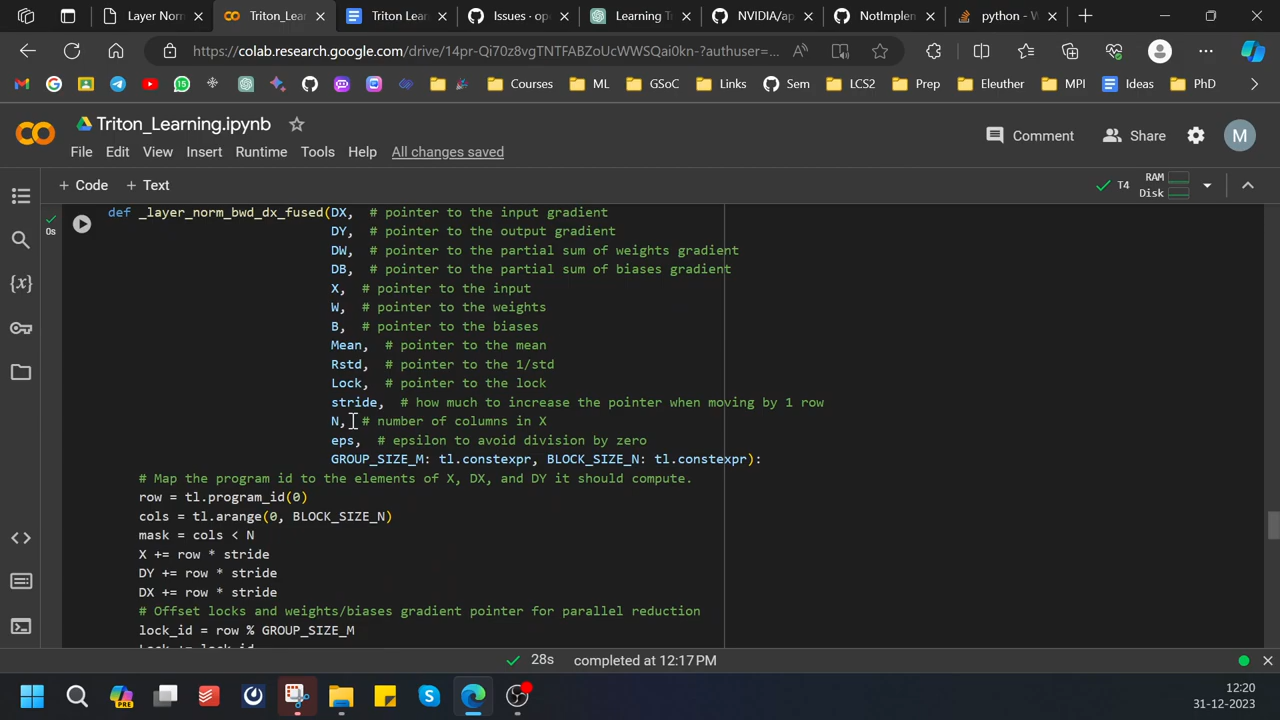 Layer Norm
Triton_Lear
Triton Lear
Issues · op
Learning T
NVIDIA/ap
NotImplen
python - W
https://colab.research.google.com/drive/14pr-Qi70z8vgTNTFABZoUcWWSQai0kn-?authuser=...
Courses
ML
GSoC
Links
Sem
LCS2
Prep
Eleuther
MPI
Ideas
PhD
Triton_Learning.ipynb
Comment
Share
M
File Edit View Insert Runtime Tools Help All changes saved
+ Code + Text
T4
RAM
Disk
0s
def _layer_norm_bwd_dx_fused(DX, # pointer to the input gradient
DY, # pointer to the output gradient
DW, # pointer to the partial sum of weights gradient
DB, # pointer to the partial sum of biases gradient
X, # pointer to the input
W, # pointer to the weights
B, # pointer to the biases
Mean, # pointer to the mean
Rstd, # pointer to the 1/std
Lock, # pointer to the lock
stride, # how much to increase the pointer when moving by 1 row
N, # number of columns in X
eps, # epsilon to avoid division by zero
GROUP_SIZE_M: tl.constexpr, BLOCK_SIZE_N: tl.constexpr):
# Map the program id to the elements of X, DX, and DY it should compute.
row = tl.program_id(0)
cols = tl.arange(0, BLOCK_SIZE_N)
mask = cols < N
X += row * stride
DY += row * stride
DX += row * stride
# Offset locks and weights/biases gradient pointer for parallel reduction
lock_id = row % GROUP_SIZE_M
Lock += lock_id
28s completed at 12:17 PM
PRE
12:20
31-12-2023